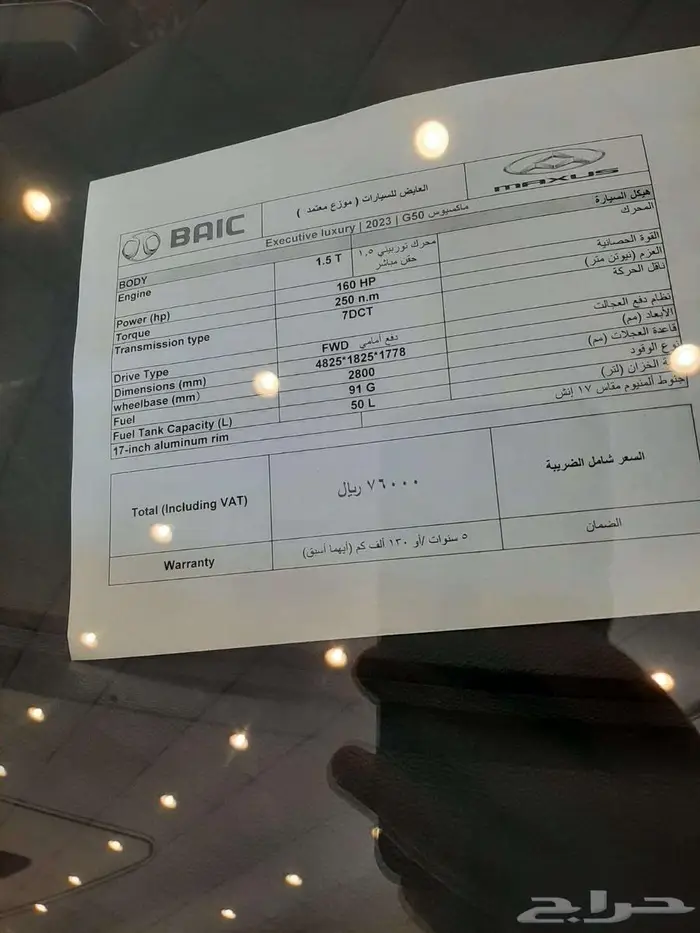 BAIC
العايض للسيارات ( موزع معتمد )
MAXUS
Executive luxury | 2023 | G50 ماكسيوس
هيكل السيارة
BODY
Engine 1.5 T محرك توربيني ١,٥ حقن مباشر المحرك
Power (hp) 160 HP القوة الحصانية
Torque 250 n.m العزم (نيوتن متر)
Transmission type 7DCT ناقل الحركة
Drive Type FWD دفع أمامي نظام دفع العجلات
Dimensions (mm) 4825*1825*1778 الأبعاد (مم)
wheelbase (mm) 2800 قاعدة العجلات (مم)
Fuel 91 G الوقود
Fuel Tank Capacity (L) 50 L الخزان (لتر)
17-inch aluminum rim جنوط ألمنيوم مقاس ١٧ إنش
Total (Including VAT) ٧٦٠٠٠ ريال السعر شامل الضريبة
Warranty ٥ سنوات /أو ١٣٠ ألف كم (أيهما أسبق) الضمان
حراج